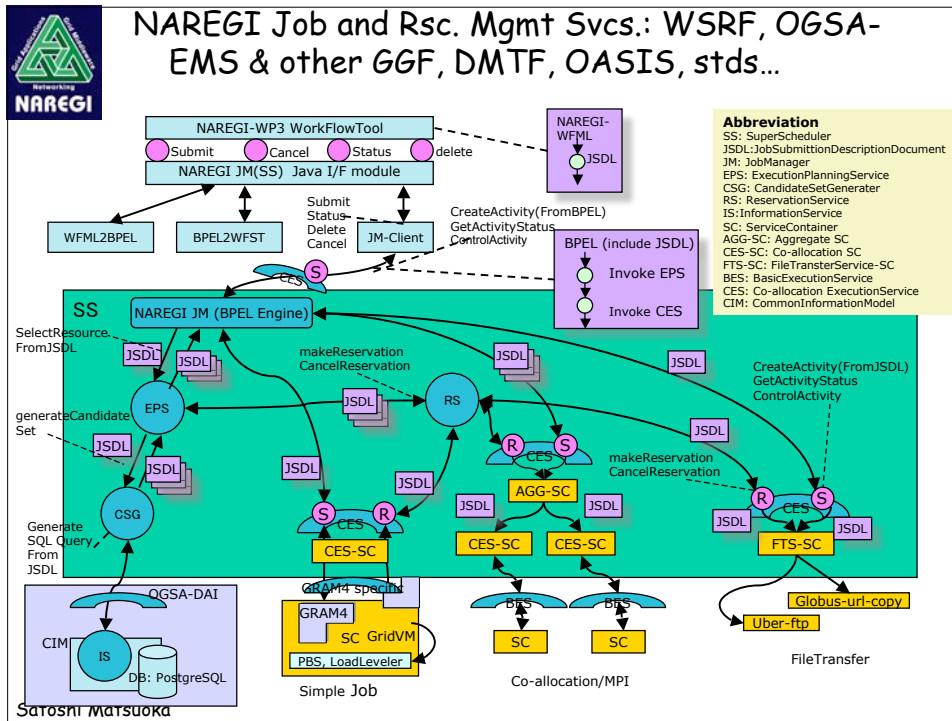 NAREGI Job and Rsc. Mgmt Svcs.: WSRF, OGSA-
EMS & other GGF, DMTF, OASIS, stds…
Grid Middleware
Grid Applications
Networking
NAREGI
NAREGI-WP3 WorkFlowTool
Submit
Cancel
Status
delete
NAREGI JM(SS) Java I/F module
WFML2BPEL
BPEL2WFST
JM-Client
Submit
Status
Delete
Cancel
CreateActivity(FromBPEL)
GetActivityStatus
ControlActivity
NAREGI-
WFML
JSDL
BPEL (include JSDL)
Invoke EPS
Invoke CES
Abbreviation
SS: SuperScheduler
JSDL:JobSubmittionDescriptionDocument
JM: JobManager
EPS: ExecutionPlanningService
CSG: CandidateSetGenerater
RS: ReservationService
IS:InformationService
SC: ServiceContainer
AGG-SC: Aggregate SC
CES-SC: Co-allocation SC
FTS-SC: FileTransterService-SC
BES: BasicExecutionService
CES: Co-allocation ExecutionService
CIM: CommonInformationModel
S
CES
SS
NAREGI JM (BPEL Engine)
SelectResource
FromJSDL
JSDL
JSDL
makeReservation
CancelReservation
JSDL
JSDL
CreateActivity(FromJSDL)
GetActivityStatus
ControlActivity
EPS
JSDL
RS
generateCandidate
Set
JSDL
JSDL
JSDL
JSDL
R
S
CES
JSDL
makeReservation
CancelReservation
AGG-SC
R
S
CES
CSG
S
R
CES
JSDL
JSDL
JSDL
JSDL
Generate
SQL Query
From
JSDL
CES-SC
CES-SC
CES-SC
FTS-SC
GRAM4 specific
OGSA-DAI
CIM
IS
DB: PostgreSQL
GRAM4
SC
GridVM
PBS, LoadLeveler
BES
BES
SC
SC
Globus-url-copy
Uber-ftp
Simple Job
Co-allocation/MPI
FileTransfer
Satoshi Matsuoka